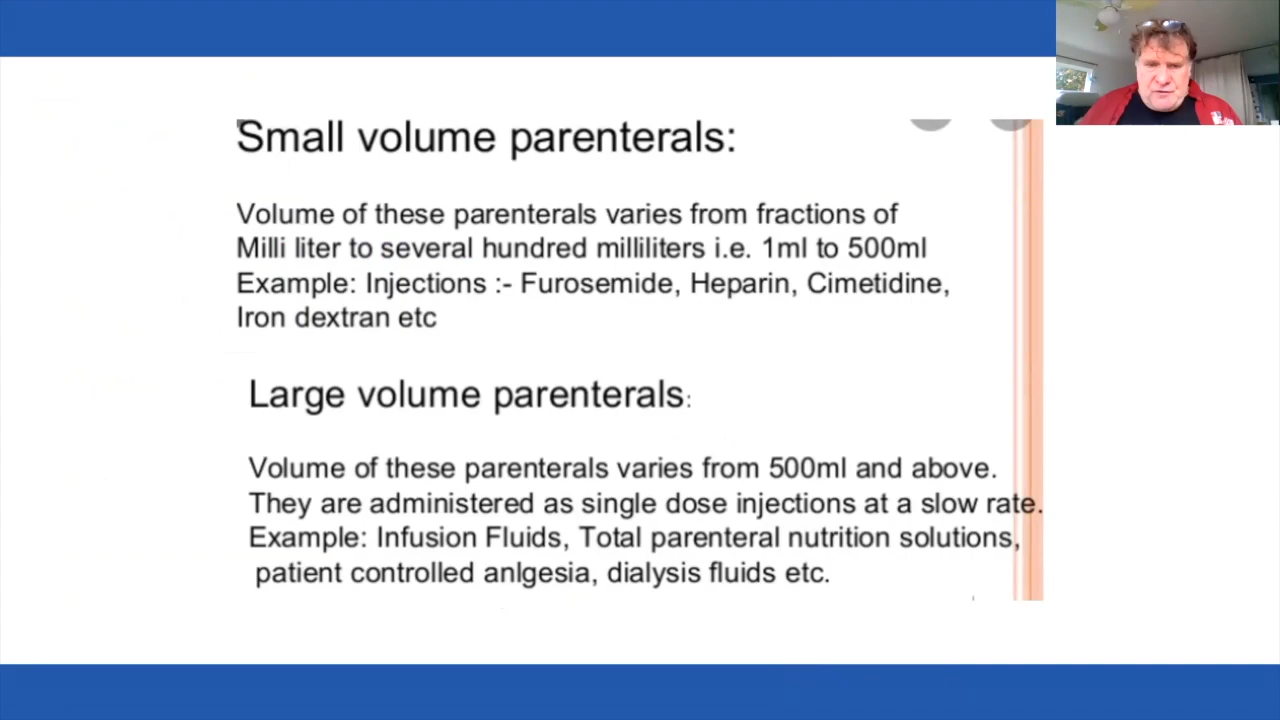 Small volume parenterals:
Volume of these parenterals varies from fractions of
Milli liter to several hundred milliliters i.e. 1ml to 500ml
Example: Injections :- Furosemide, Heparin, Cimetidine,
Iron dextran etc
Large volume parenterals:
Volume of these parenterals varies from 500ml and above.
They are administered as single dose injections at a slow rate.
Example: Infusion Fluids, Total parenteral nutrition solutions,
patient controlled anlgesia, dialysis fluids etc.